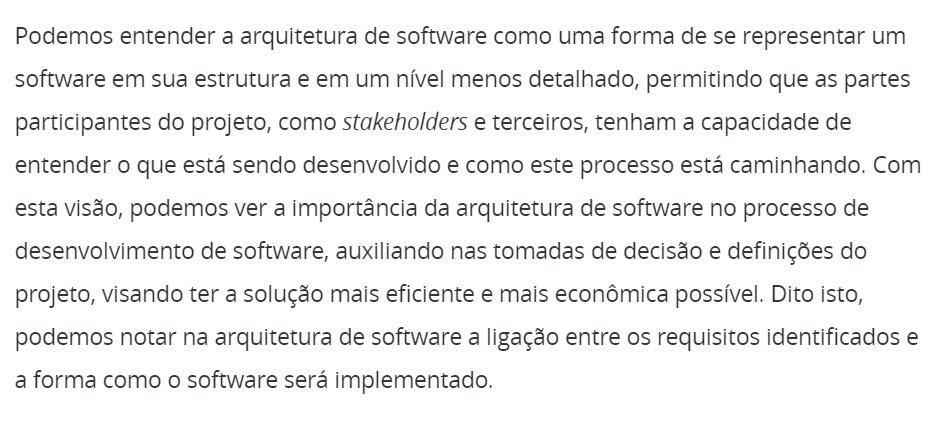 Podemos entender a arquitetura de software como uma forma de se representar um
software em sua estrutura e em um nível menos detalhado, permitindo que as partes
participantes do projeto, como stakeholders e terceiros, tenham a capacidade de
entender o que está sendo desenvolvido e como este processo está caminhando. Com
esta visão, podemos ver a importância da arquitetura de software no processo de
desenvolvimento de software, auxiliando nas tomadas de decisão e definições do
projeto, visando ter a solução mais eficiente e mais econômica possível. Dito isto,
podemos notar na arquitetura de software a ligação entre os requisitos identificados e
a forma como o software será implementado.